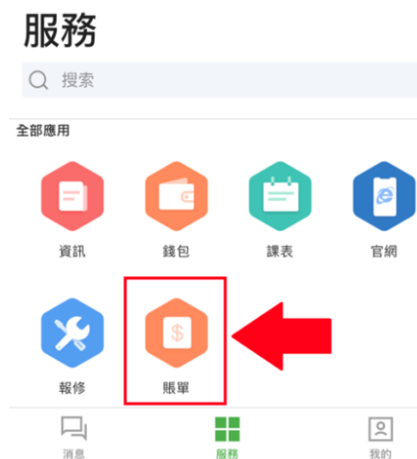 服務
搜索
全部應用
資訊 錢包 課表 官網
報修 賬單
消息 服務 我的